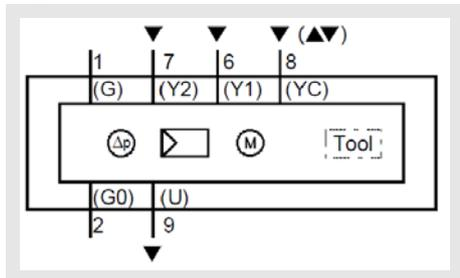 ▼ ▼ ▼ (▲▼)
1 7 6 8
(G) (Y2) (Y1) (YC)
Δp M Tool
(G0) (U)
2 9
▼